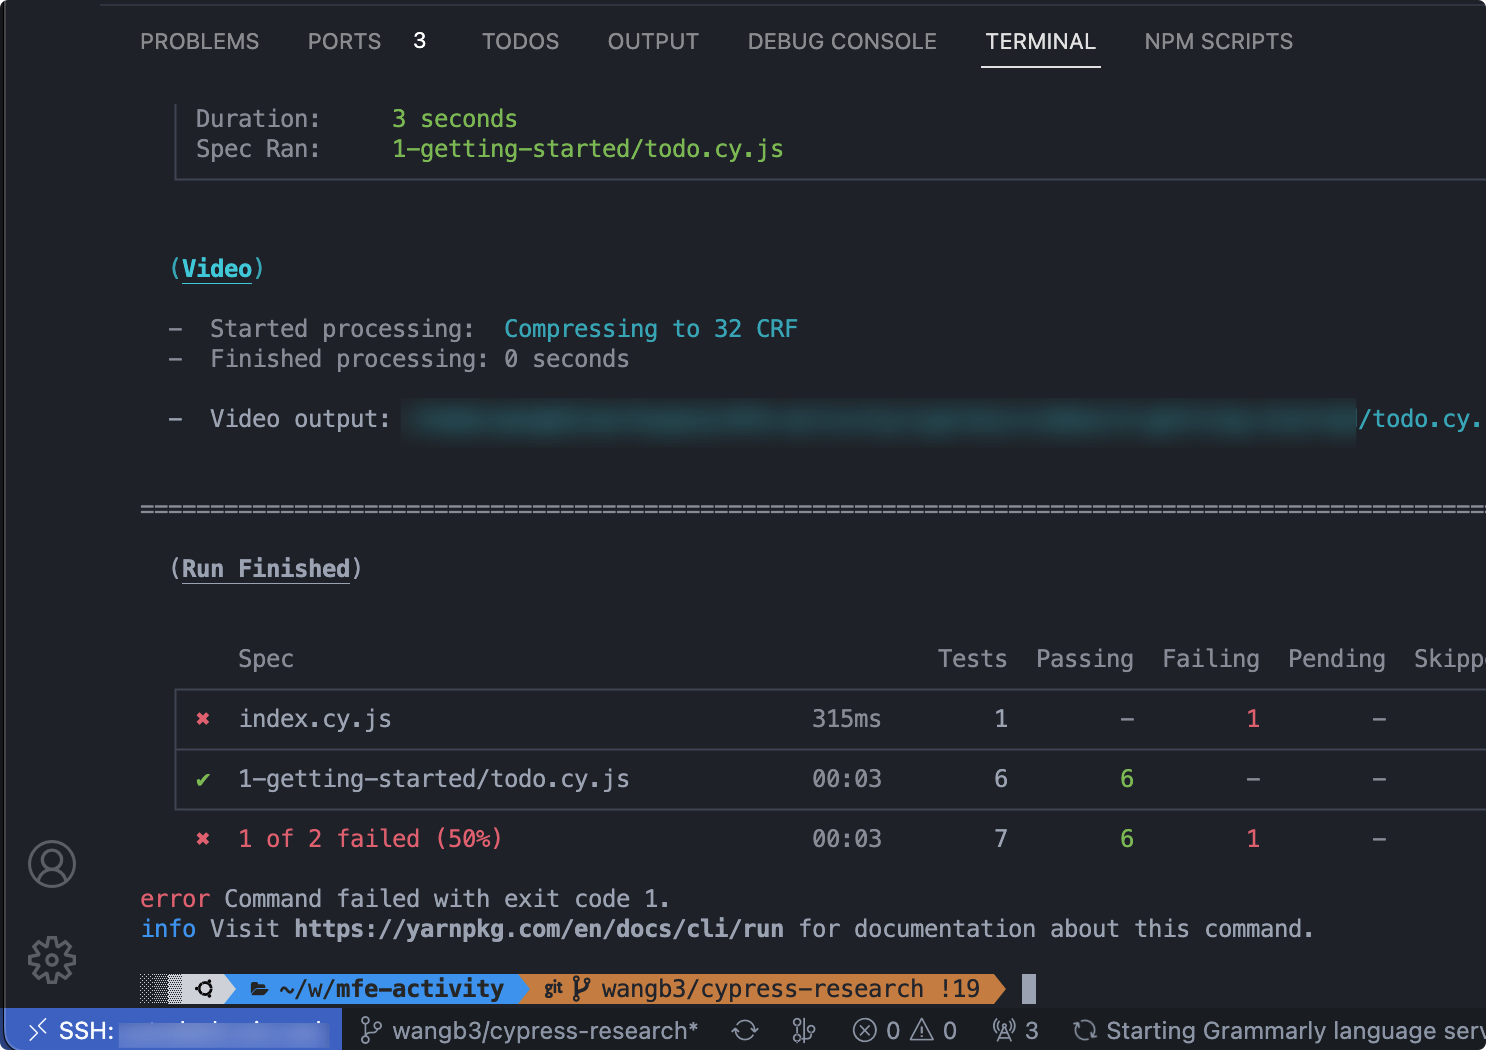 PROBLEMS PORTS 3 TODOS OUTPUT DEBUG CONSOLE TERMINAL NPM SCRIPTS
Duration: 3 seconds
Spec Ran: 1-getting-started/todo.cy.js
(Video)
- Started processing: Compressing to 32 CRF
- Finished processing: 0 seconds
- Video output: /todo.cy.
================================================================================================
(Run Finished)
Spec Tests Passing Failing Pending Skipp
✖ index.cy.js 315ms 1 - 1 -
✔ 1-getting-started/todo.cy.js 00:03 6 6 - -
✖ 1 of 2 failed (50%) 00:03 7 6 1 -
error Command failed with exit code 1.
info Visit https://yarnpkg.com/en/docs/cli/run for documentation about this command.
~/w/mfe-activity git wangb3/cypress-research !19
SSH: wangb3/cypress-research* 0 0 3 Starting Grammarly language serv